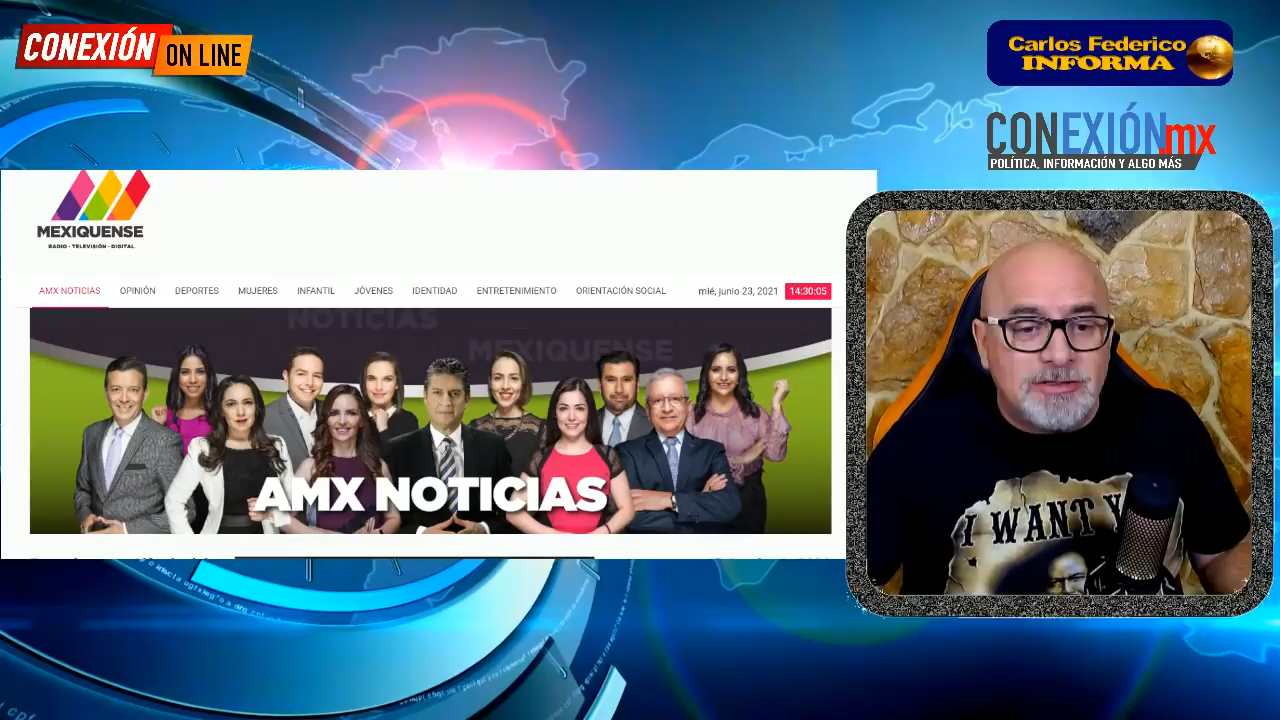 CONEXIÓN
ON LINE
Carlos Federico
INFORMA
CONEXIÓN.mx
POLÍTICA, INFORMACIÓN Y ALGO MÁS
MEXIQUENSE
RADIO • TELEVISIÓN • DIGITAL
AMX NOTICIAS OPINIÓN DEPORTES MUJERES INFANTIL JÓVENES IDENTIDAD ENTRETENIMIENTO ORIENTACIÓN SOCIAL mié, junio 23, 2021 14:30:05
NOTICIAS
MEXIQUENSE
AMX NOTICIAS
I WANT Y